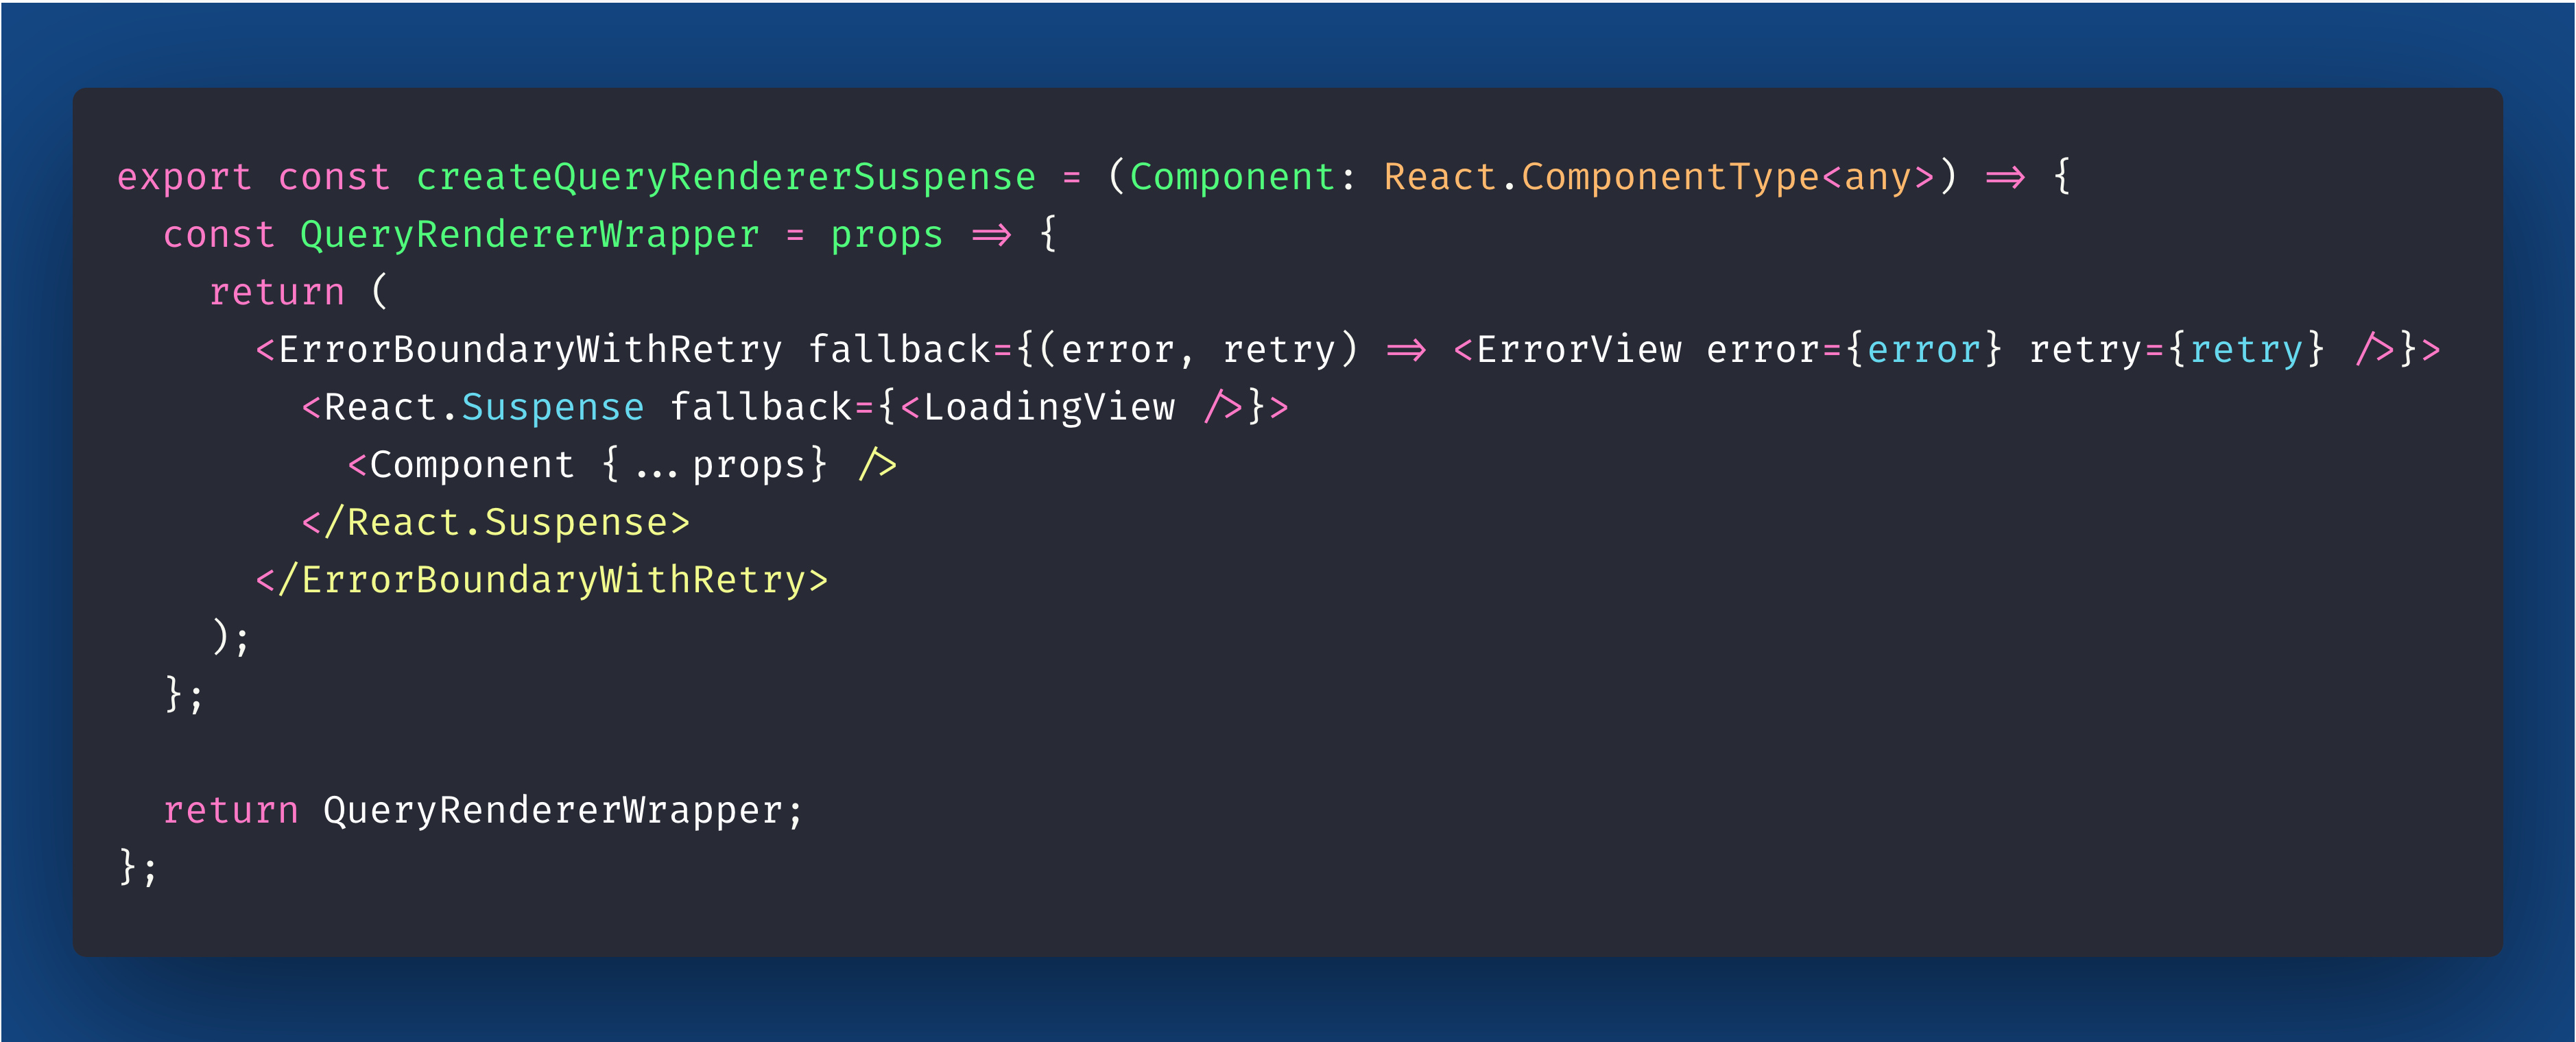 export const createQueryRendererSuspense = (Component: React.ComponentType<any>) => {
  const QueryRendererWrapper = props => {
    return (
      <ErrorBoundaryWithRetry fallback={(error, retry) => <ErrorView error={error} retry={retry} />}>
        <React.Suspense fallback={<LoadingView />}>
          <Component {...props} />
        </React.Suspense>
      </ErrorBoundaryWithRetry>
    );
  };

  return QueryRendererWrapper;
};